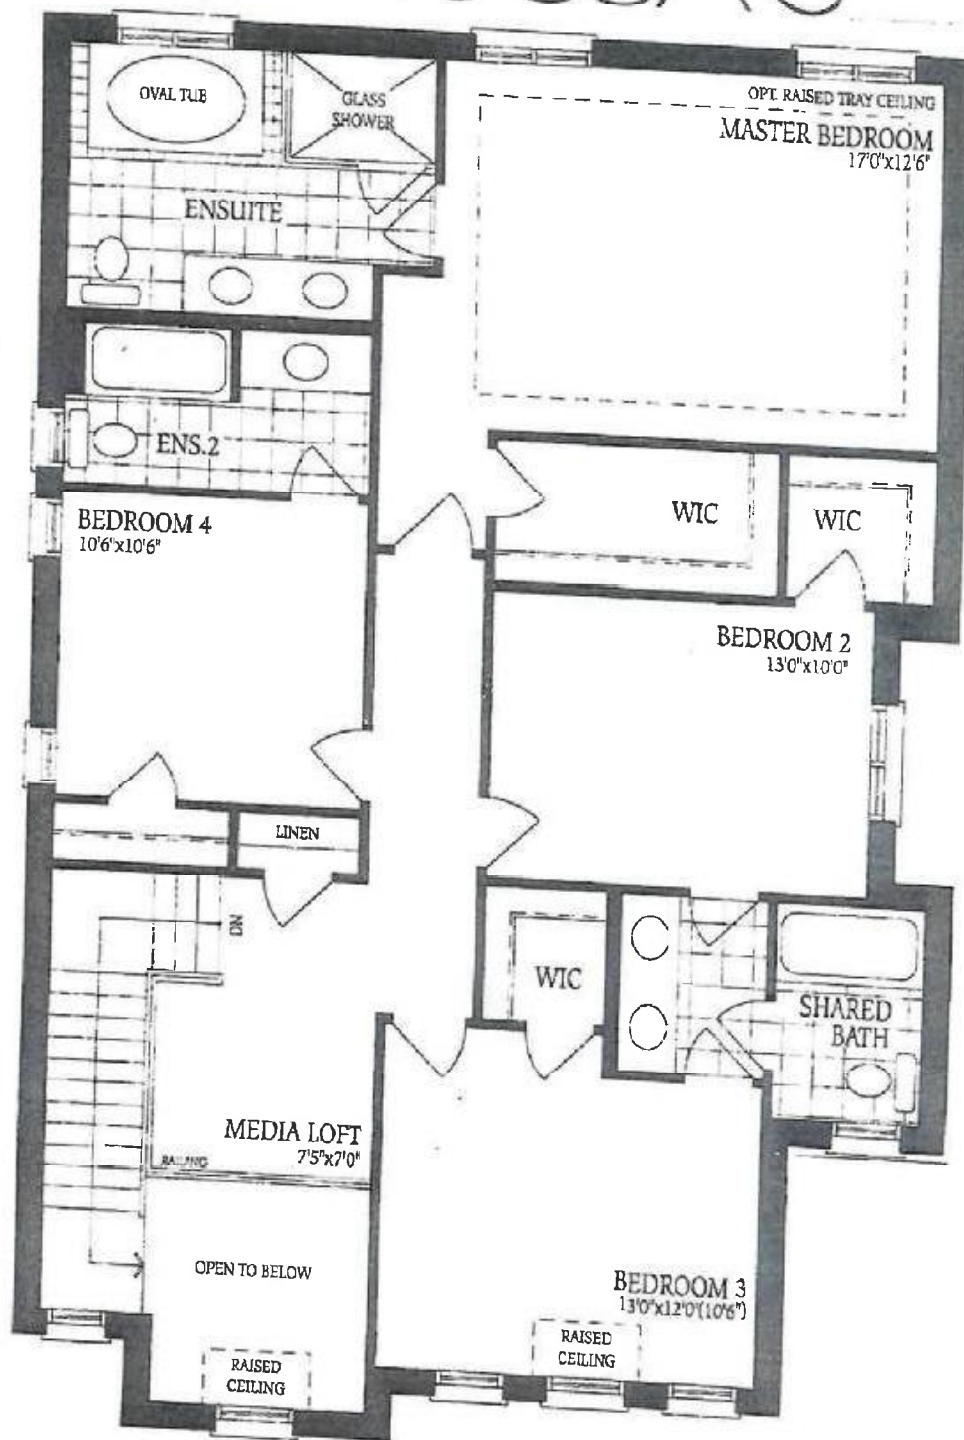 OVAL TUB
GLASS
SHOWER
OPT. RAISED TRAY CEILING
MASTER BEDROOM
17'0"x12'6"
ENSUITE
ENS.2
BEDROOM 4
10'6"x10'6"
WIC
WIC
BEDROOM 2
13'0"x10'0"
LINEN
DN
WIC
SHARED
BATH
MEDIA LOFT
7'5"x7'0"
RAILING
OPEN TO BELOW
BEDROOM 3
13'0"x12'0"(10'6")
RAISED
CEILING
RAISED
CEILING